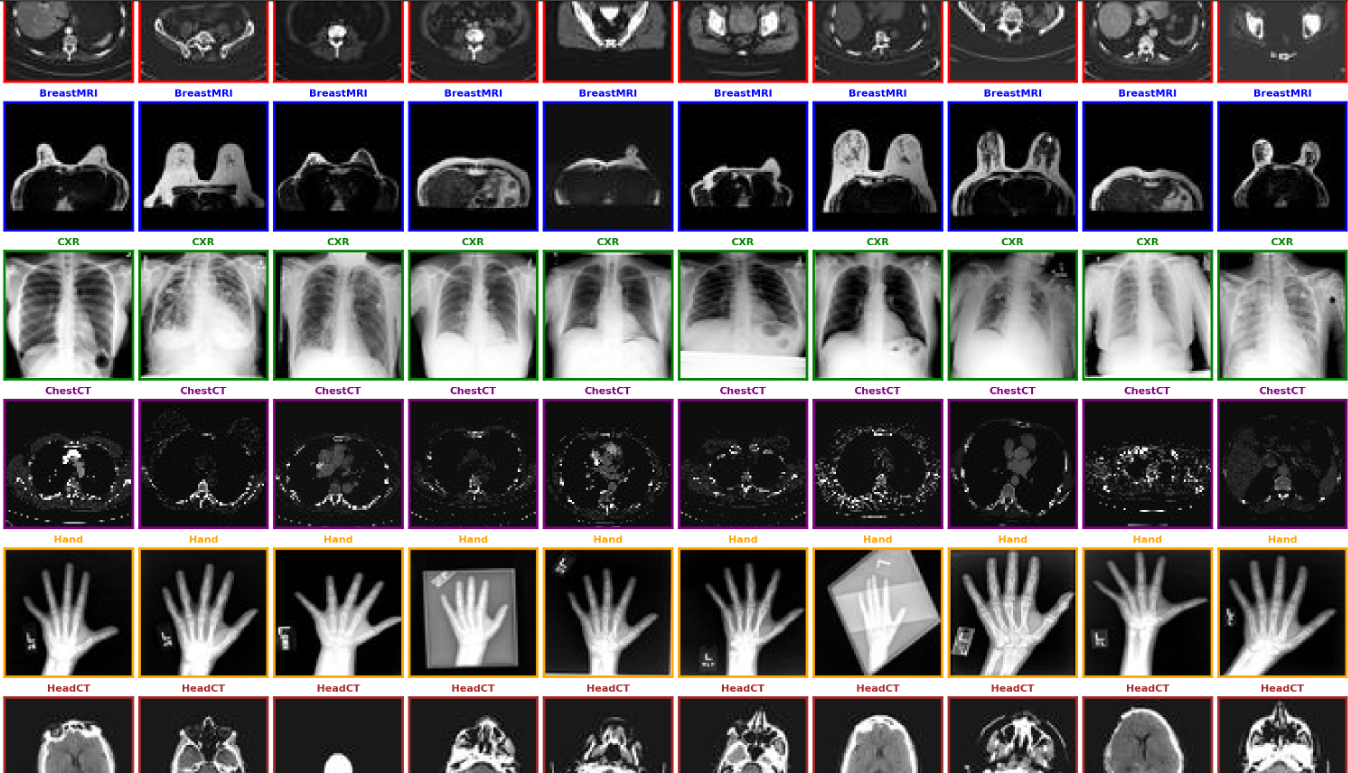 BreastMRI BreastMRI BreastMRI BreastMRI BreastMRI BreastMRI BreastMRI BreastMRI BreastMRI BreastMRI
CXR CXR CXR CXR CXR CXR CXR CXR CXR CXR
ChestCT ChestCT ChestCT ChestCT ChestCT ChestCT ChestCT ChestCT ChestCT ChestCT
Hand Hand Hand Hand Hand Hand Hand Hand Hand Hand
HeadCT HeadCT HeadCT HeadCT HeadCT HeadCT HeadCT HeadCT HeadCT HeadCT